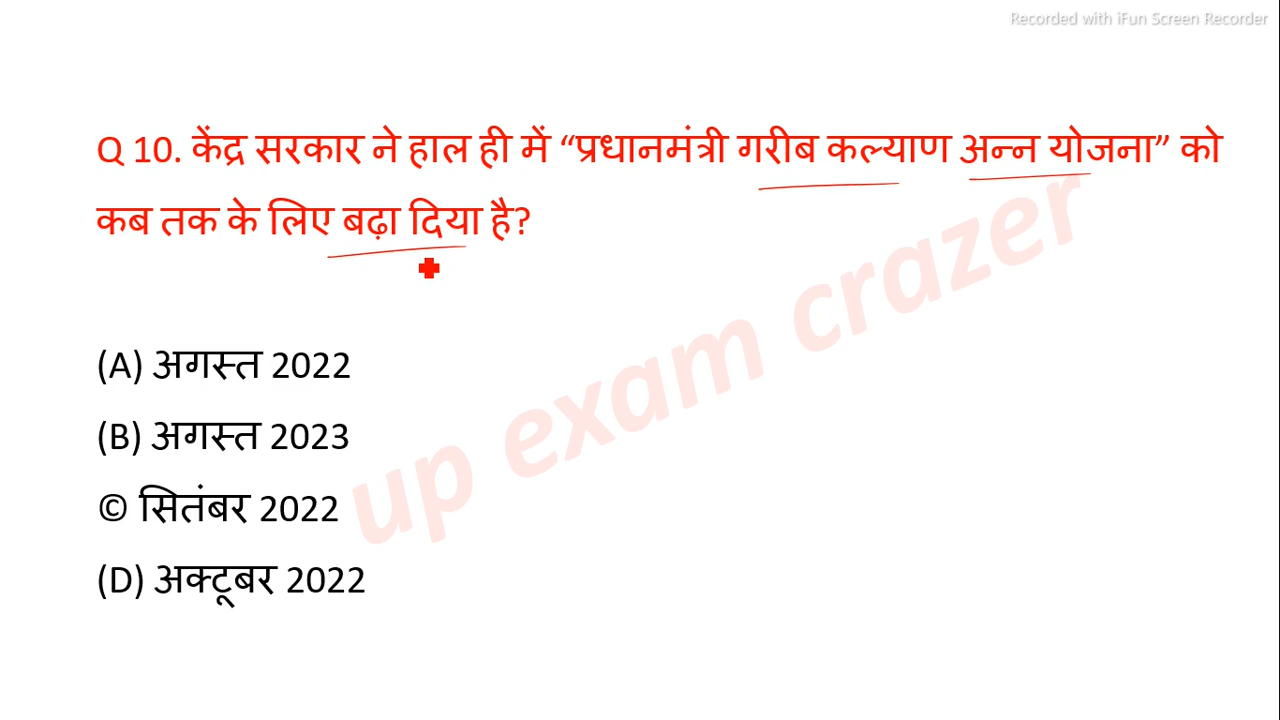 Recorded with iFun Screen Recorder
Q 10. केंद्र सरकार ने हाल ही में “प्रधानमंत्री गरीब कल्याण अन्न योजना” को
कब तक के लिए बढ़ा दिया है?
(A) अगस्त 2022
(B) अगस्त 2023
© सितंबर 2022
(D) अक्टूबर 2022
up exam crazer